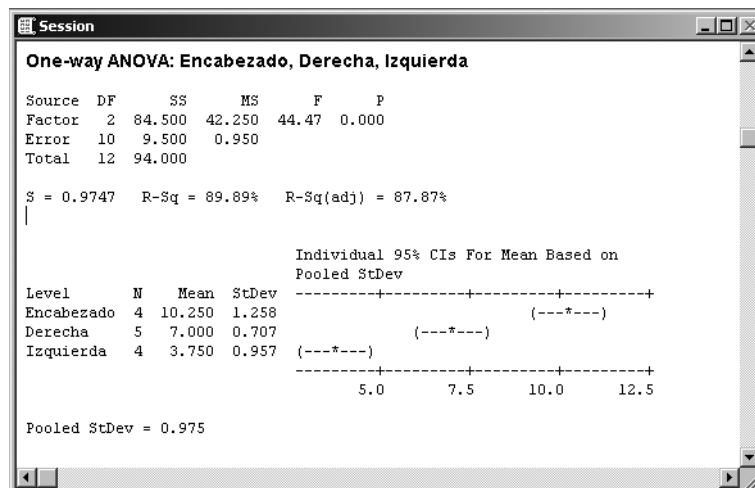 Session
One-way ANOVA: Encabezado, Derecha, Izquierda
Source  DF      SS      MS      F      P
Factor   2  84.500  42.250  44.47  0.000
Error   10   9.500   0.950
Total   12  94.000
S = 0.9747   R-Sq = 89.89%   R-Sq(adj) = 87.87%
Individual 95% CIs For Mean Based on
Pooled StDev
Level       N    Mean  StDev  ---------+---------+---------+---------+
Encabezado  4  10.250  1.258                            (---*---)
Derecha     5   7.000  0.707               (---*---)
Izquierda   4   3.750  0.957  (---*---)
---------+---------+---------+---------+
5.0       7.5      10.0      12.5
Pooled StDev = 0.975